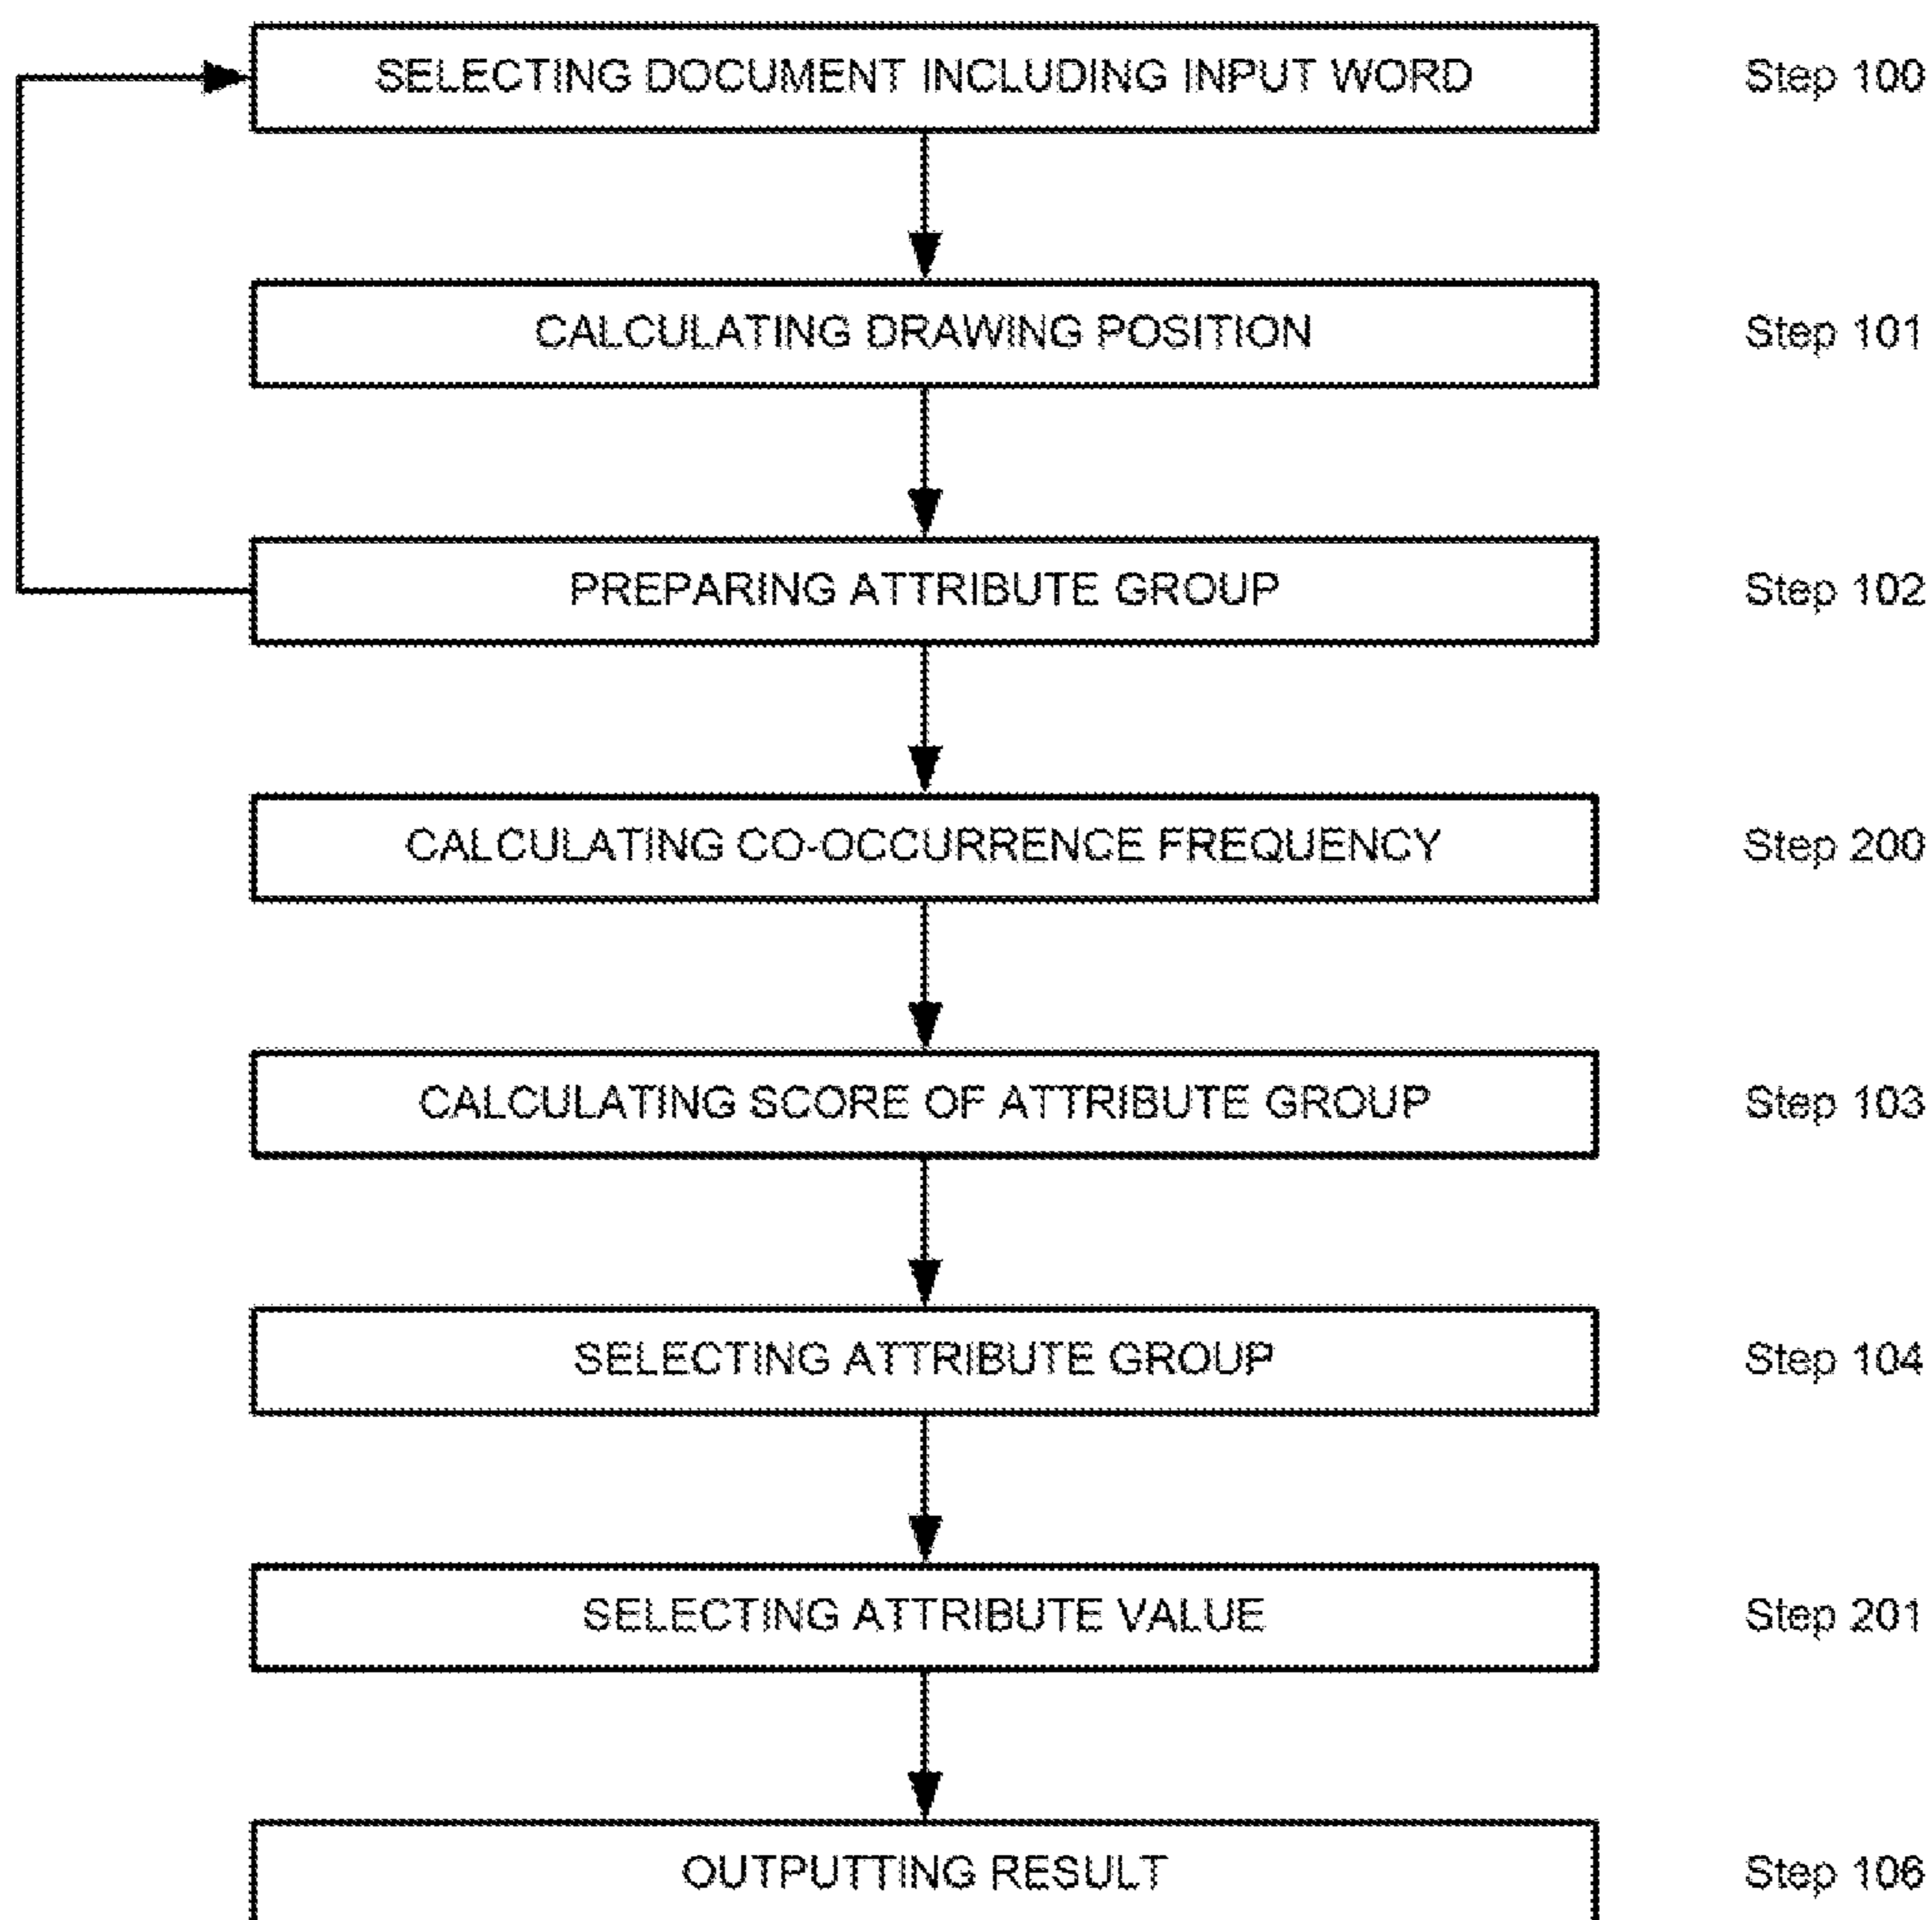 SELECTING DOCUMENT INCLUDING INPUT WORD Step 100
CALCULATING DRAWING POSITION Step 101
PREPARING ATTRIBUTE GROUP Step 102
CALCULATING CO-OCCURRENCE FREQUENCY Step 200
CALCULATING SCORE OF ATTRIBUTE GROUP Step 103
SELECTING ATTRIBUTE GROUP Step 104
SELECTING ATTRIBUTE VALUE Step 201
OUTPUTTING RESULT Step 106